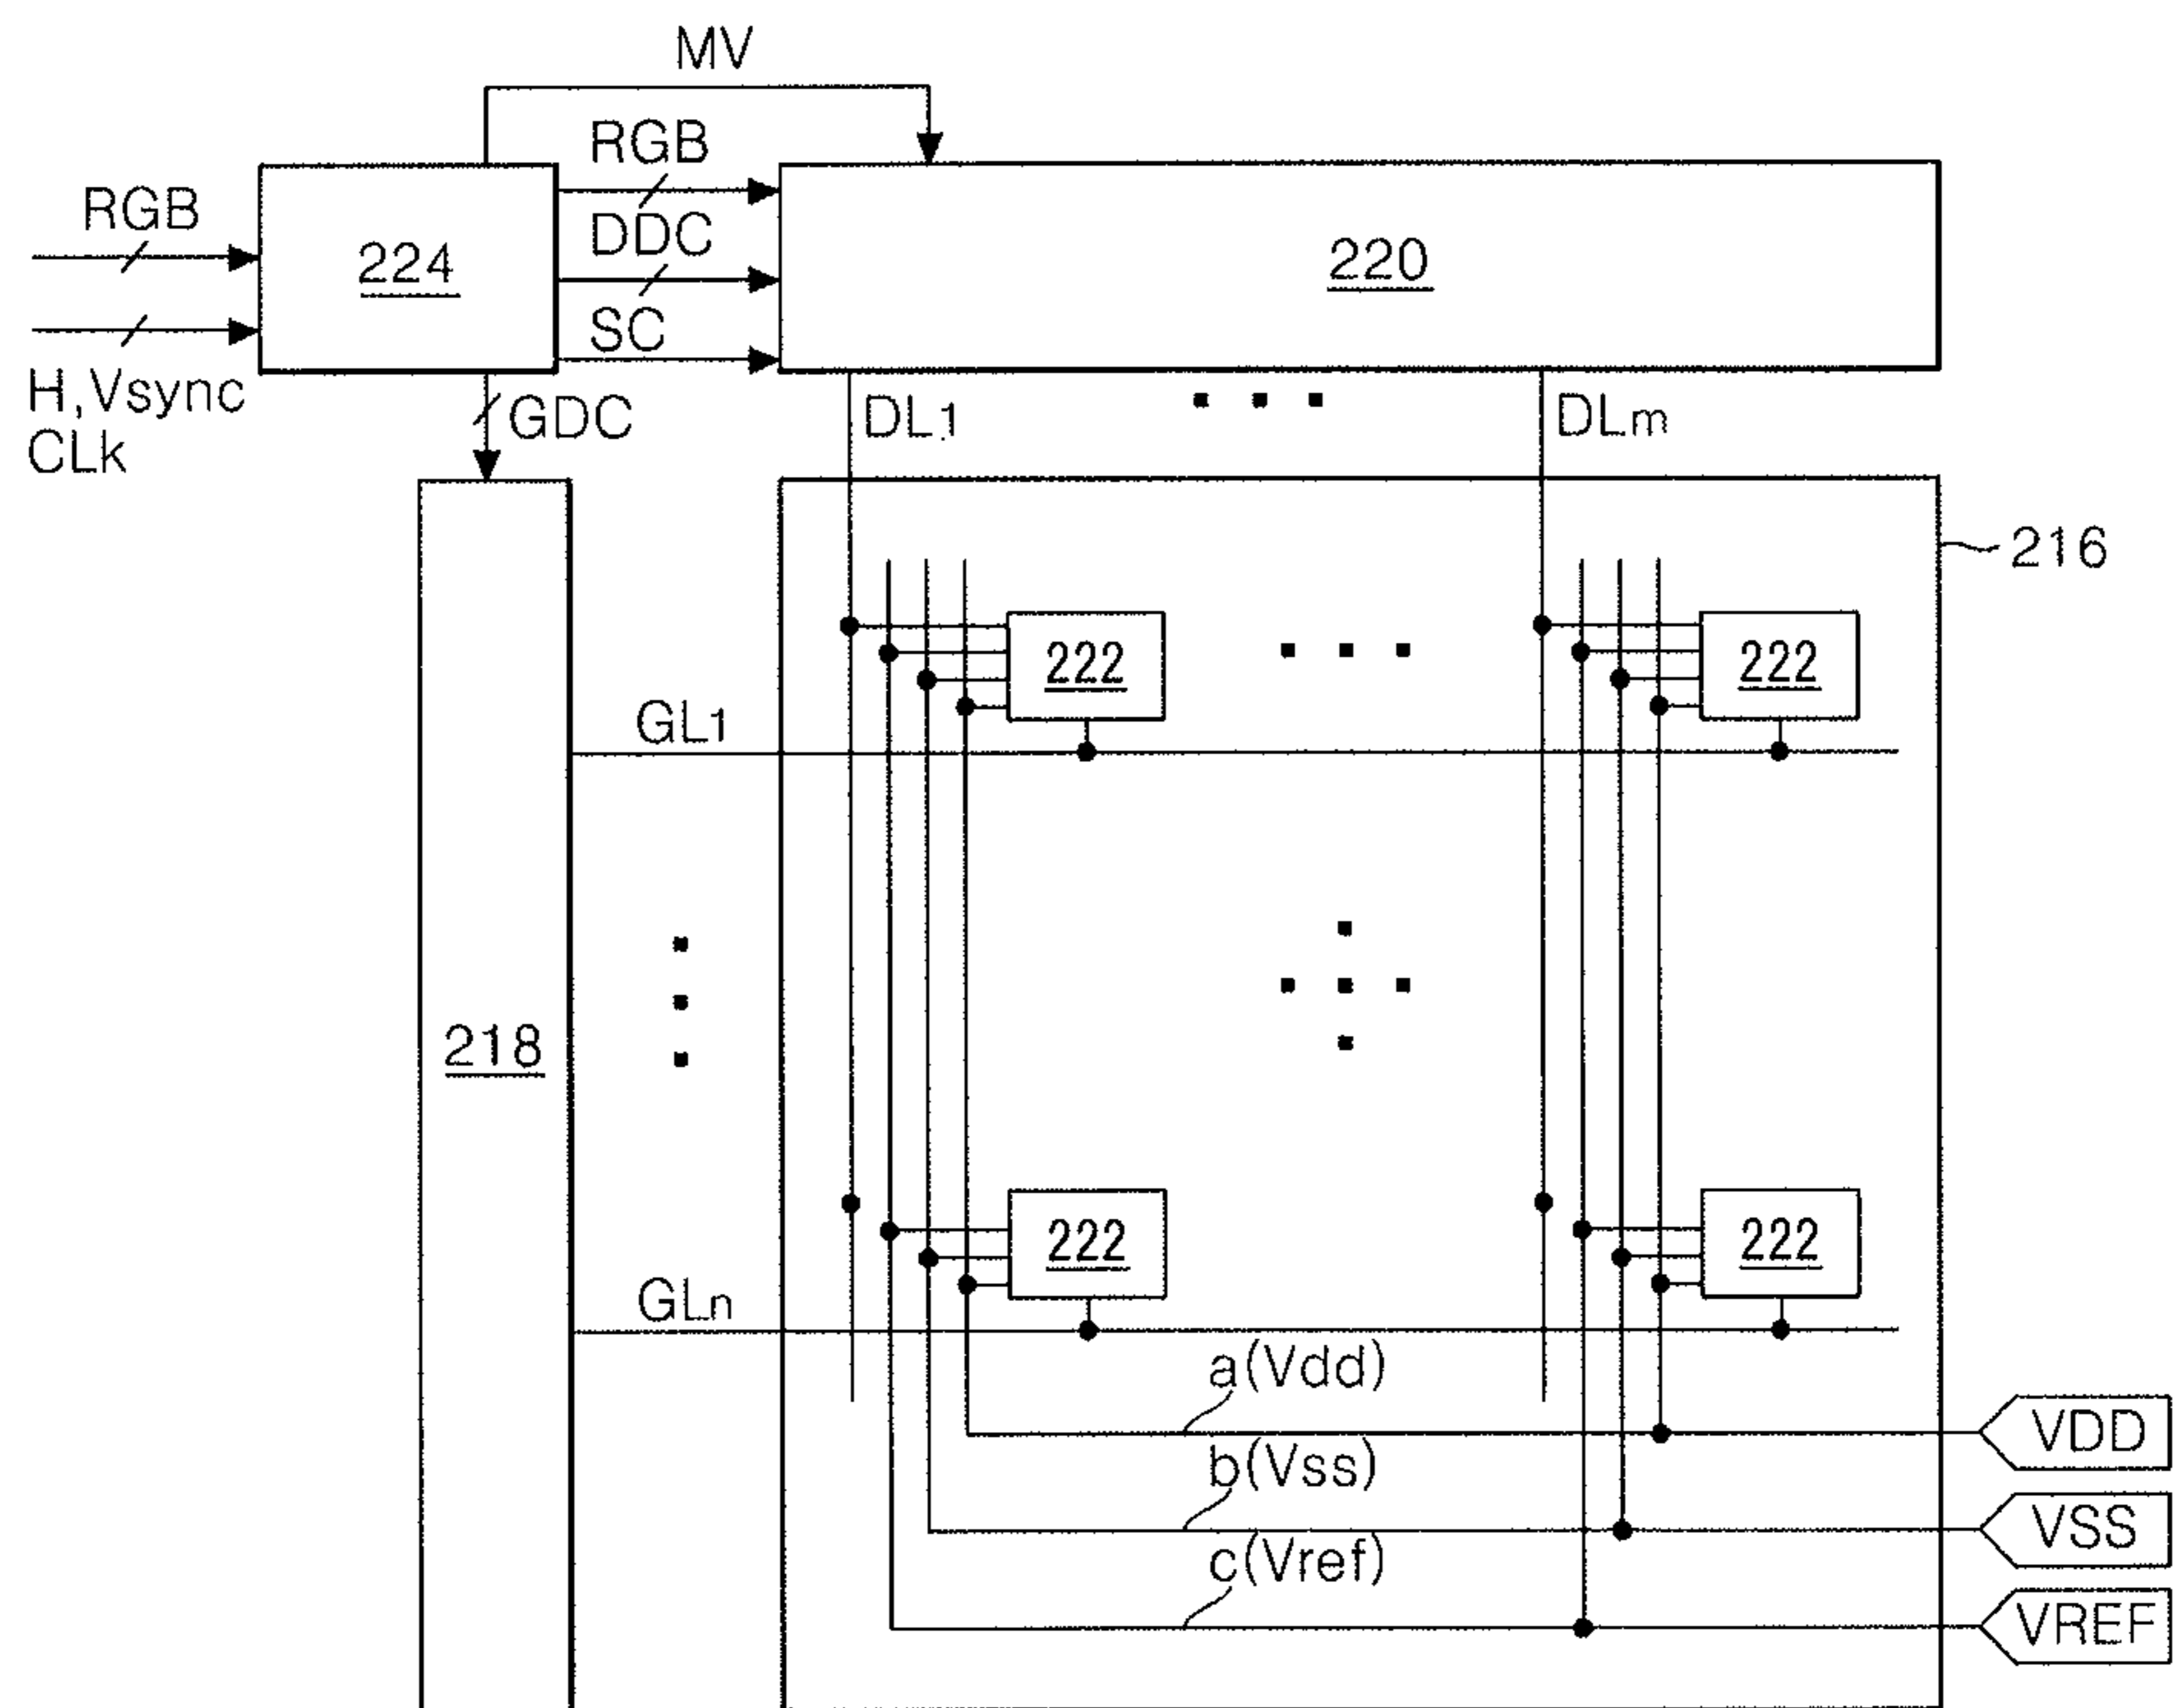 MV
RGB
RGB
DDC
SC
224
220
H,Vsync
CLk
GDC
DL1
DLm
216
222
222
GL1
218
222
222
GLn
a(Vdd)
b(Vss)
c(Vref)
VDD
VSS
VREF